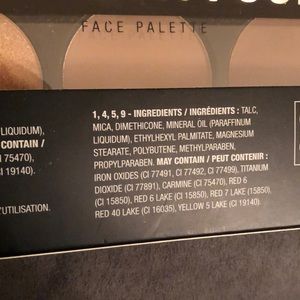 FACE PALETTE
LIQUIDUM),
CONTAIN /
CI 75470),
CI 19140).
'UTILISATION.
1, 4, 5, 9 - INGREDIENTS / INGRÉDIENTS : TALC,
MICA, DIMETHICONE, MINERAL OIL (PARAFFINUM
LIQUIDUM), ETHYLHEXYL PALMITATE, MAGNESIUM
STEARATE, POLYBUTENE, METHYLPARABEN,
PROPYLPARABEN. MAY CONTAIN / PEUT CONTENIR :
IRON OXIDES (CI 77491, CI 77492, CI 77499), TITANIUM
DIOXIDE (CI 77891), CARMINE (CI 75470), RED 6
(CI 15850), RED 6 LAKE (CI 15850), RED 7 LAKE (15850),
RED 40 LAKE (CI 16035), YELLOW 5 LAKE (CI 19140).